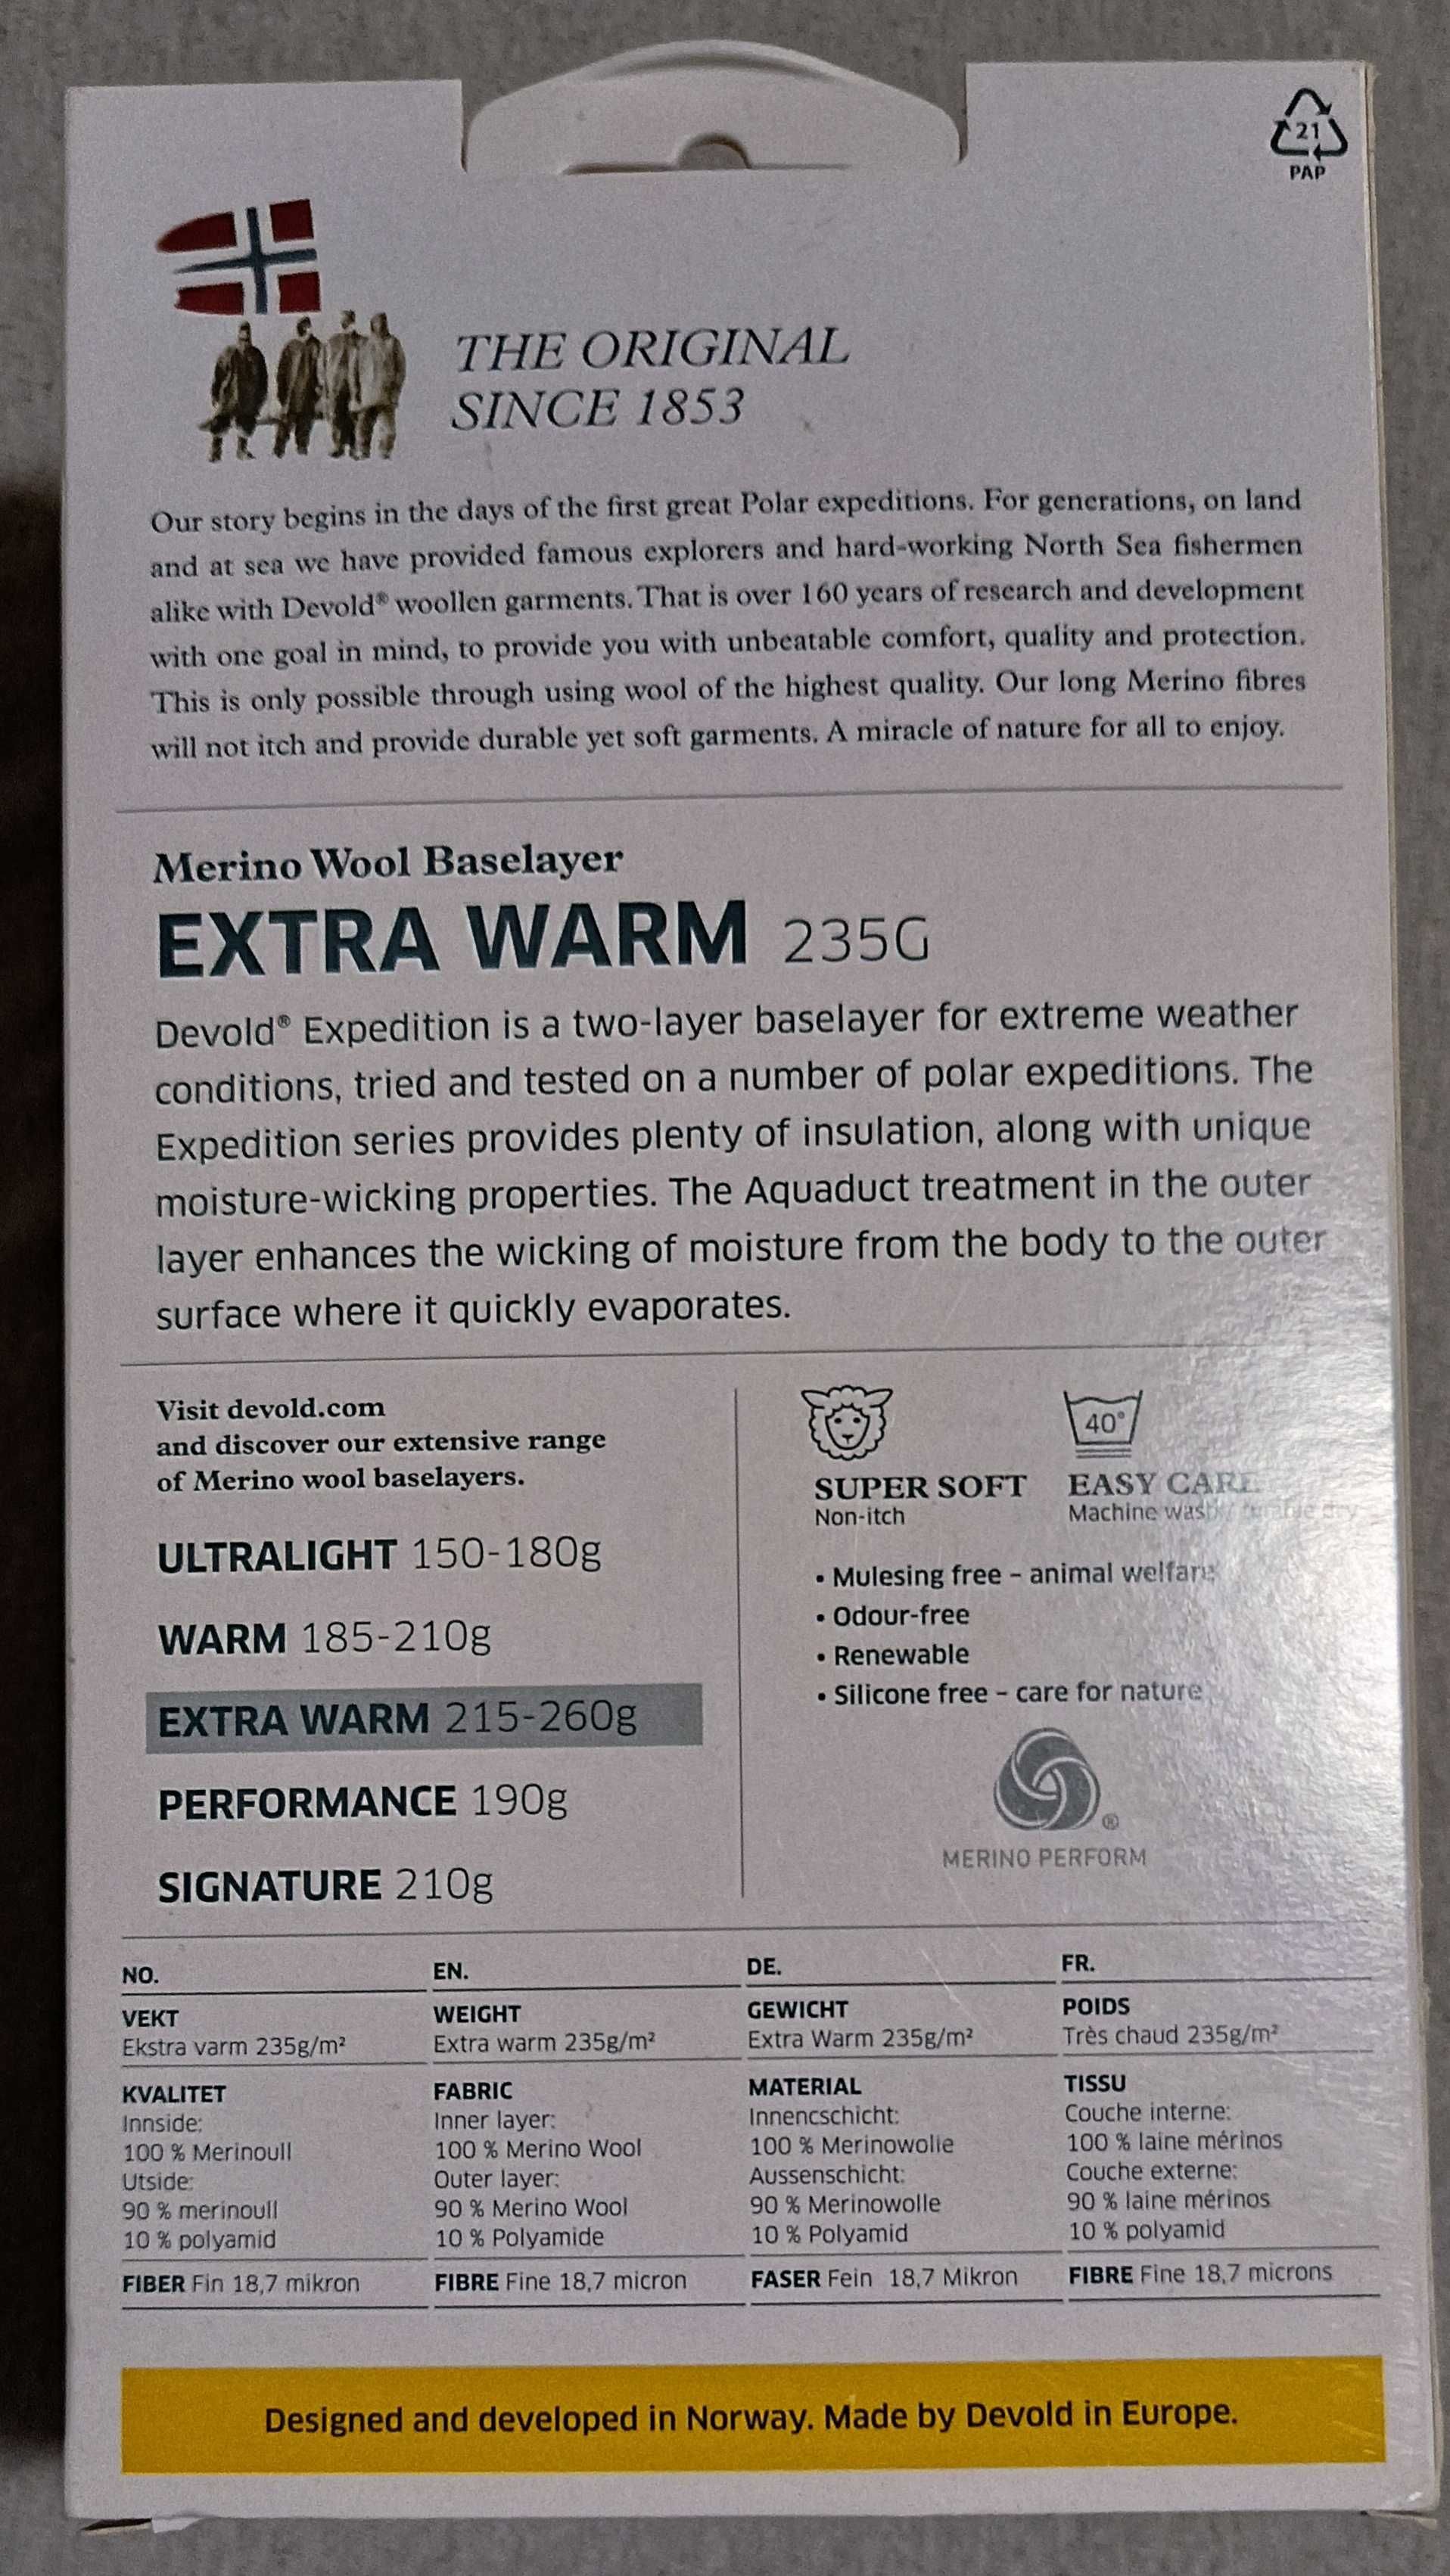 21
PAP
THE ORIGINAL
SINCE 1853
Our story begins in the days of the first great Polar expeditions. For generations, on land
and at sea we have provided famous explorers and hard-working North Sea fishermen
alike with Devold® woollen garments. That is over 160 years of research and development
with one goal in mind, to provide you with unbeatable comfort, quality and protection.
This is only possible through using wool of the highest quality. Our long Merino fibres
will not itch and provide durable yet soft garments. A miracle of nature for all to enjoy.
Merino Wool Baselayer
EXTRA WARM 235G
Devold® Expedition is a two-layer baselayer for extreme weather
conditions, tried and tested on a number of polar expeditions. The
Expedition series provides plenty of insulation, along with unique
moisture-wicking properties. The Aquaduct treatment in the outer
layer enhances the wicking of moisture from the body to the outer
surface where it quickly evaporates.
Visit devold.com
and discover our extensive range
of Merino wool baselayers.
ULTRALIGHT 150-180g
WARM 185-210g
EXTRA WARM 215-260g
PERFORMANCE 190g
SIGNATURE 210g
SUPER SOFT
Non-itch
40°
EASY CARE
Machine wash / tumble dry
• Mulesing free – animal welfare
• Odour-free
• Renewable
• Silicone free – care for nature
®
MERINO PERFORM
NO.
VEKT
Ekstra varm 235g/m²
KVALITET
Innside:
100 % Merinoull
Utside:
90 % merinoull
10 % polyamid
FIBER Fin 18,7 mikron
EN.
WEIGHT
Extra warm 235g/m²
FABRIC
Inner layer:
100 % Merino Wool
Outer layer:
90 % Merino Wool
10 % Polyamide
FIBRE Fine 18,7 micron
DE.
GEWICHT
Extra Warm 235g/m²
MATERIAL
Innencschicht:
100 % Merinowolle
Aussenschicht:
90 % Merinowolle
10 % Polyamid
FASER Fein 18,7 Mikron
FR.
POIDS
Très chaud 235g/m²
TISSU
Couche interne:
100 % laine mérinos
Couche externe:
90 % laine mérinos
10 % polyamid
FIBRE Fine 18,7 microns
Designed and developed in Norway. Made by Devold in Europe.